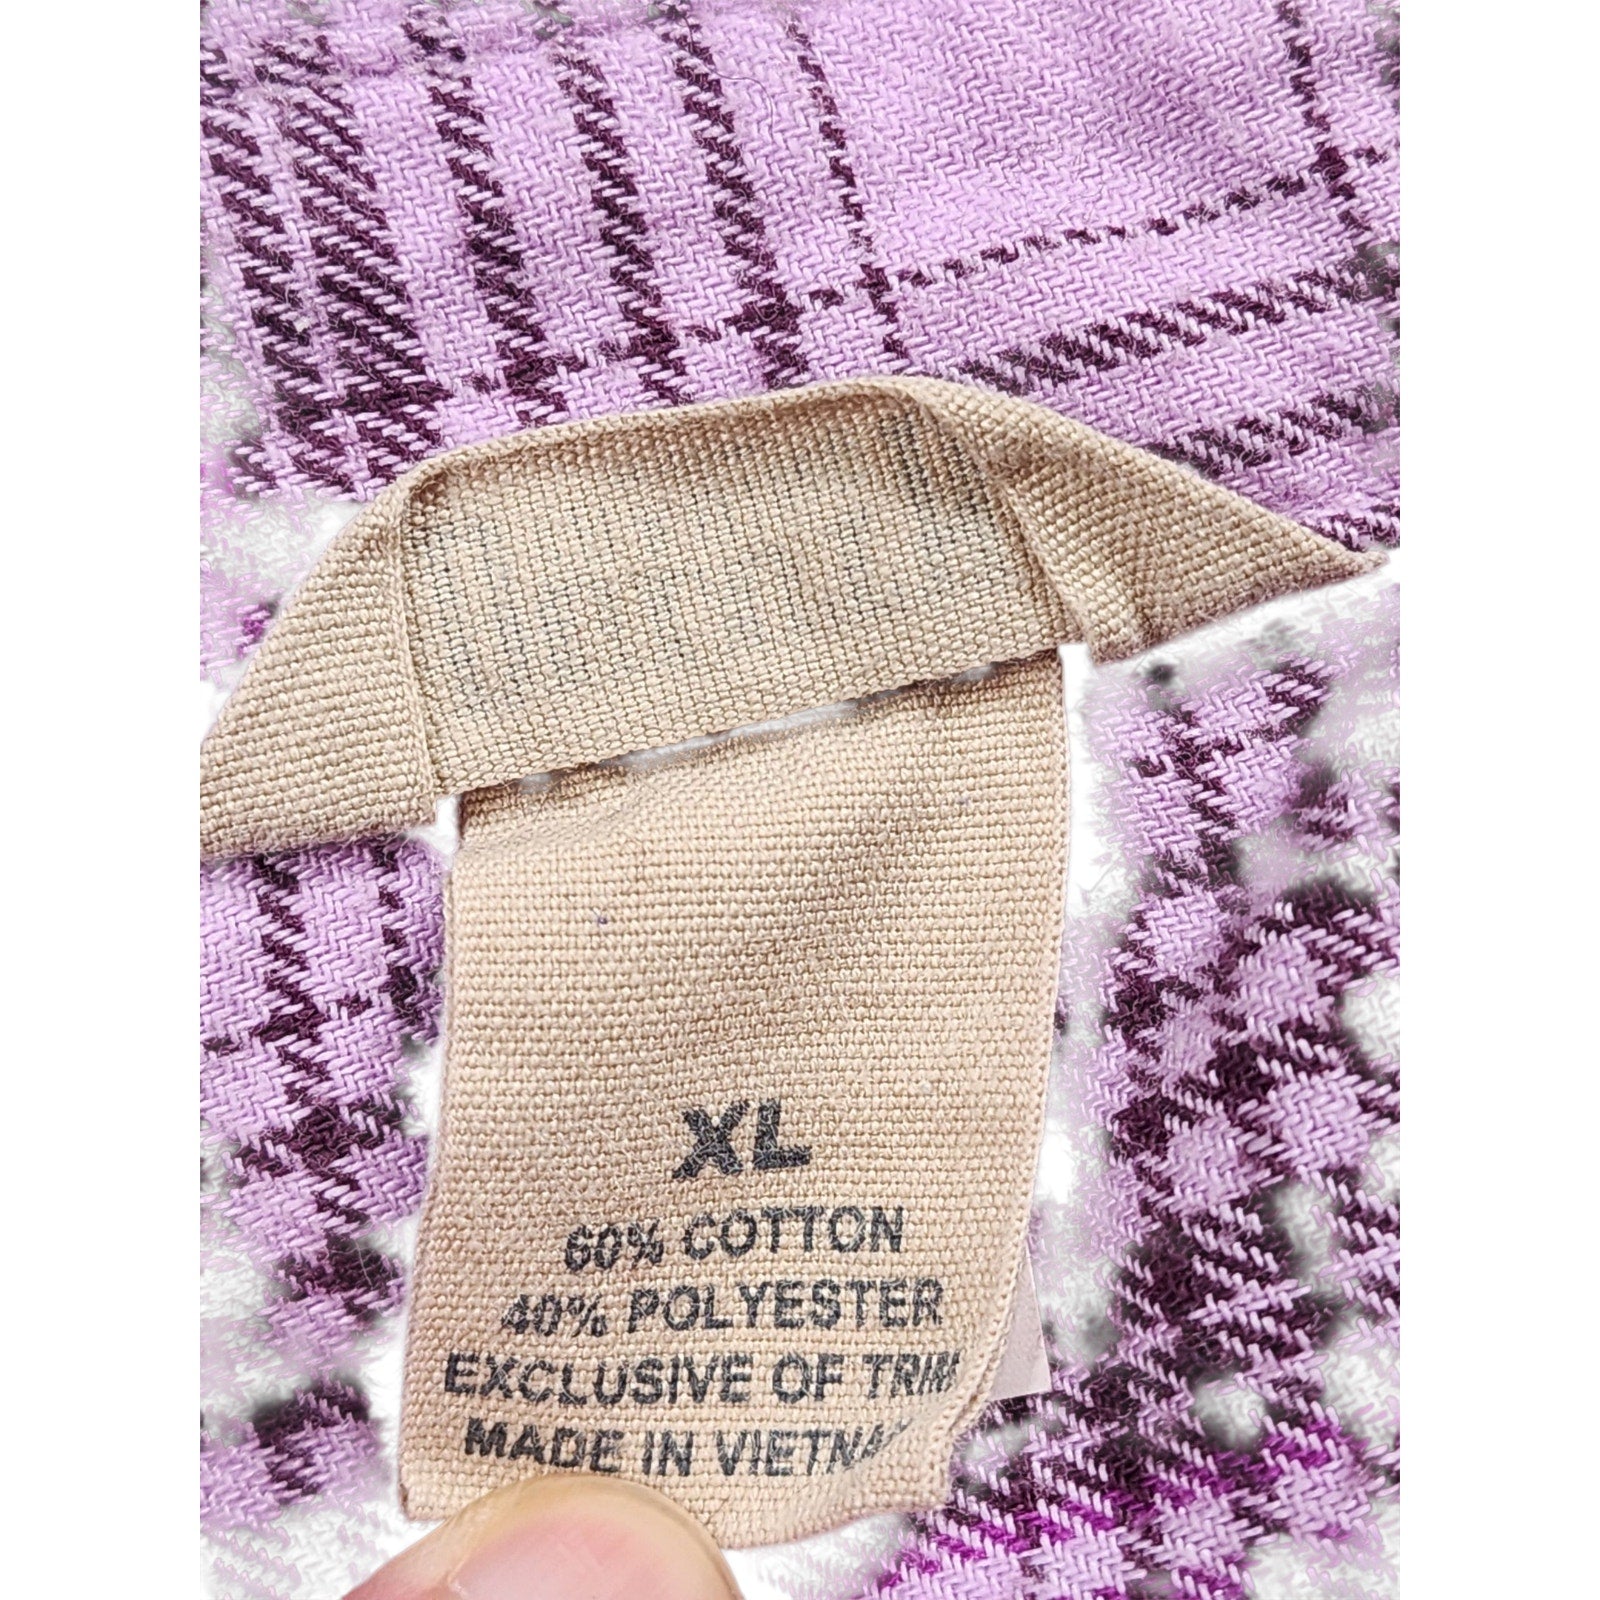 XL
60% COTTON
40% POLYESTER
EXCLUSIVE OF TRIM
MADE IN VIETNA